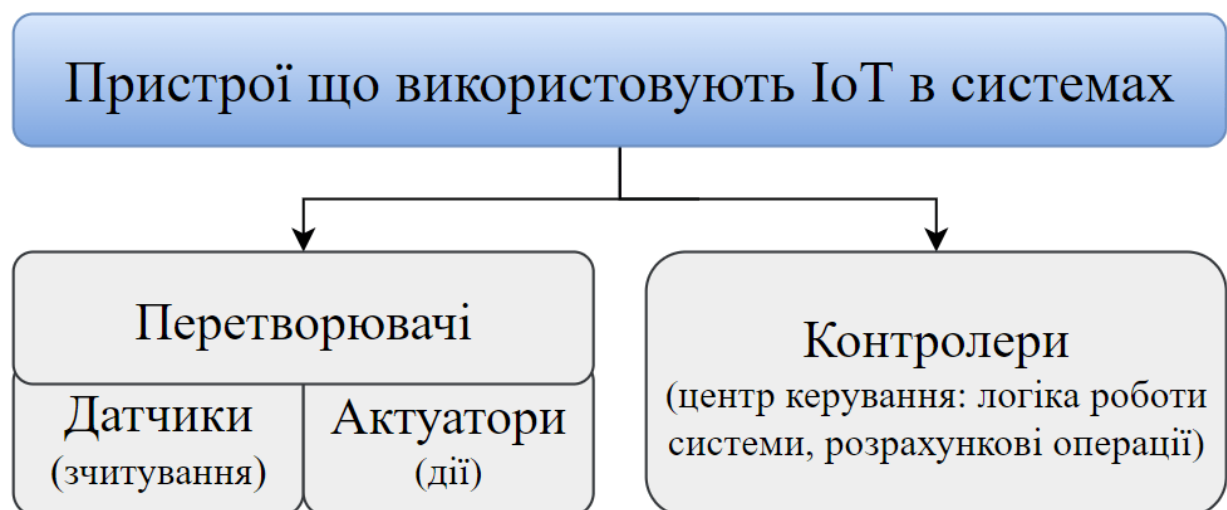 Пристрої що використовують IoT в системах
Перетворювачі
Датчики
(зчитування)
Актуатори
(дії)
Контролери
(центр керування: логіка роботи
системи, розрахункові операції)